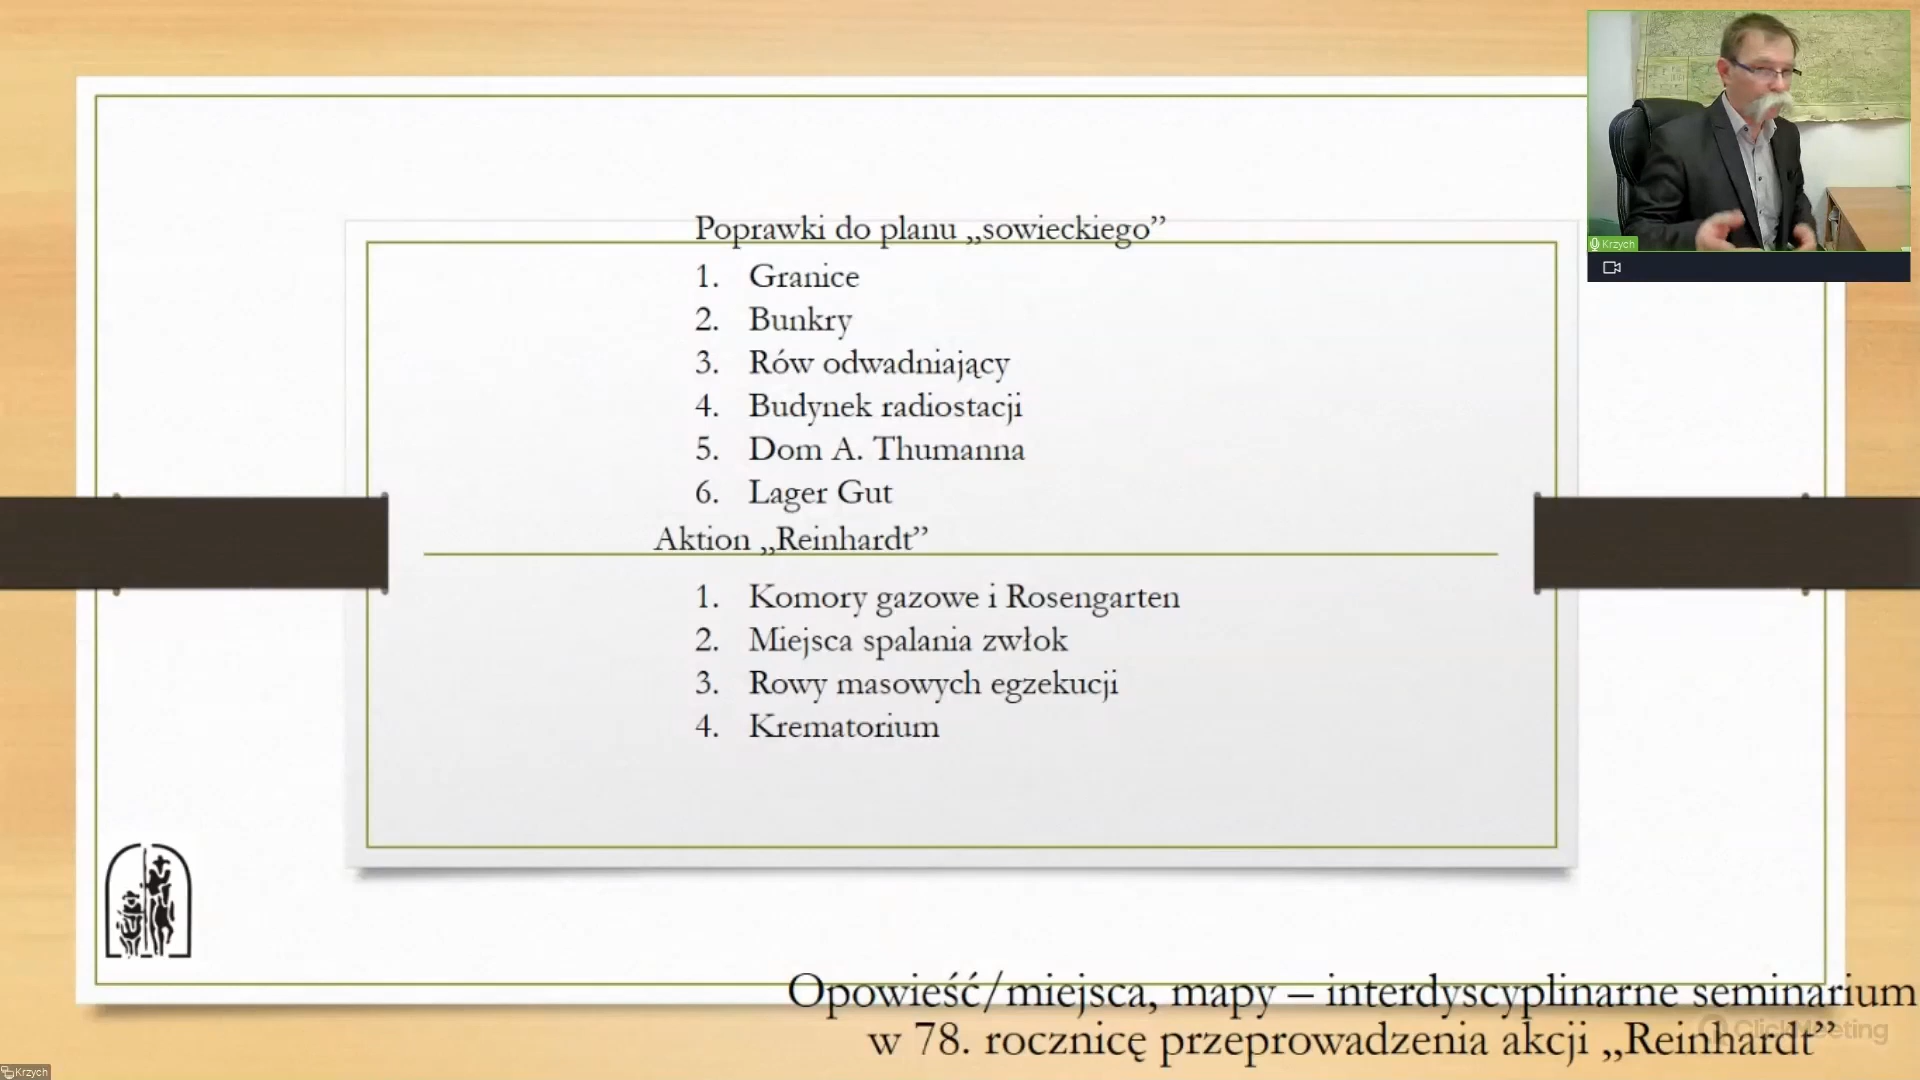 Poprawki do planu „sowieckiego”
1. Granice
2. Bunkry
3. Rów odwadniający
4. Budynek radiostacji
5. Dom A. Thumanna
6. Lager Gut
Aktion „Reinhardt”
1. Komory gazowe i Rosengarten
2. Miejsca spalania zwłok
3. Rowy masowych egzekucji
4. Krematorium
Opowieść/miejsca, mapy – interdyscyplinarne seminarium
w 78. rocznicę przeprowadzenia akcji „Reinhardt”
ClickMeeting
Krzych
Krzych